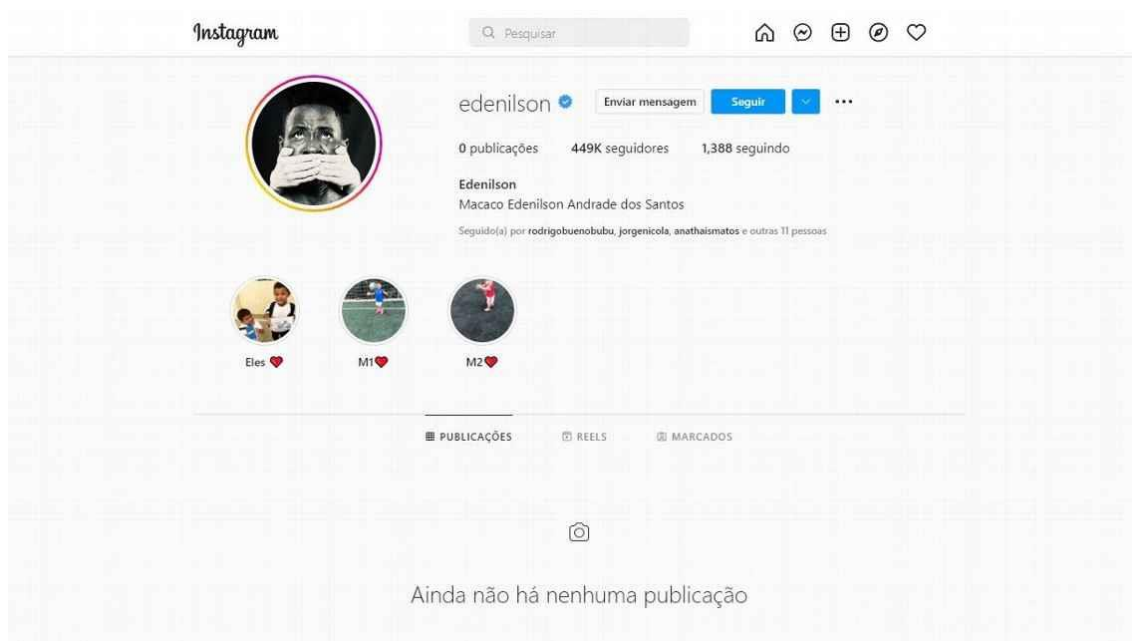 Instagram
Pesquisar
edenilson
Enviar mensagem
Seguir
0 publicações 449K seguidores 1,388 seguindo
Edenilson
Macaco Edenílson Andrade dos Santos
Seguido(a) por rodrigobuenobubu, jorgenicola, anathaismatos e outras 11 pessoas
Eles ❤ M1❤ M2❤
PUBLICAÇÕES REELS MARCADOS
Ainda não há nenhuma publicação